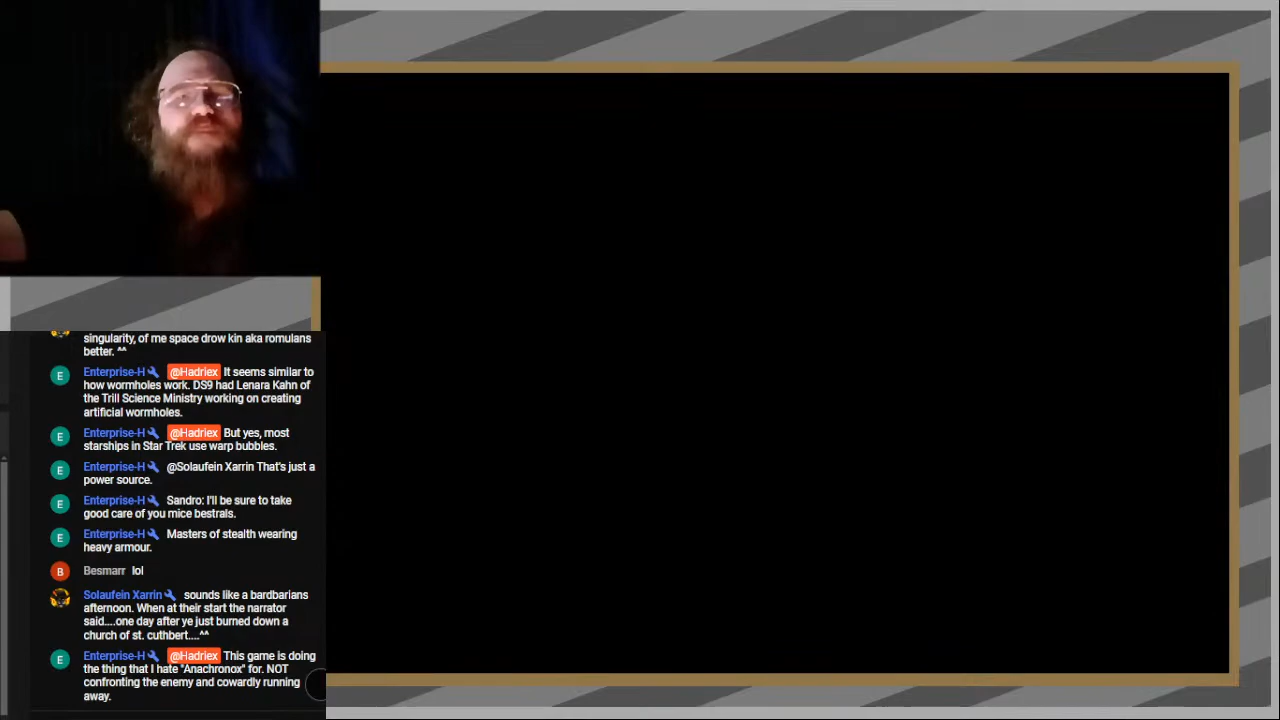 singularity, of me space drow kin aka romulans
better. ^^
E Enterprise-H @Hadriex It seems similar to
how wormholes work. DS9 had Lenara Kahn of
the Trill Science Ministry working on creating
artificial wormholes.
E Enterprise-H @Hadriex But yes, most
starships in Star Trek use warp bubbles.
E Enterprise-H @Solaufein Xarrin That's just a
power source.
E Enterprise-H Sandro: I'll be sure to take
good care of you mice bestrals.
E Enterprise-H Masters of stealth wearing
heavy armour.
B Besmarr lol
Solaufein Xarrin sounds like a bardbarians
afternoon. When at their start the narrator
said....one day after ye just burned down a
church of st. cuthbert....^^
E Enterprise-H @Hadriex This game is doing
the thing that I hate "Anachronox" for. NOT
confronting the enemy and cowardly running
away.